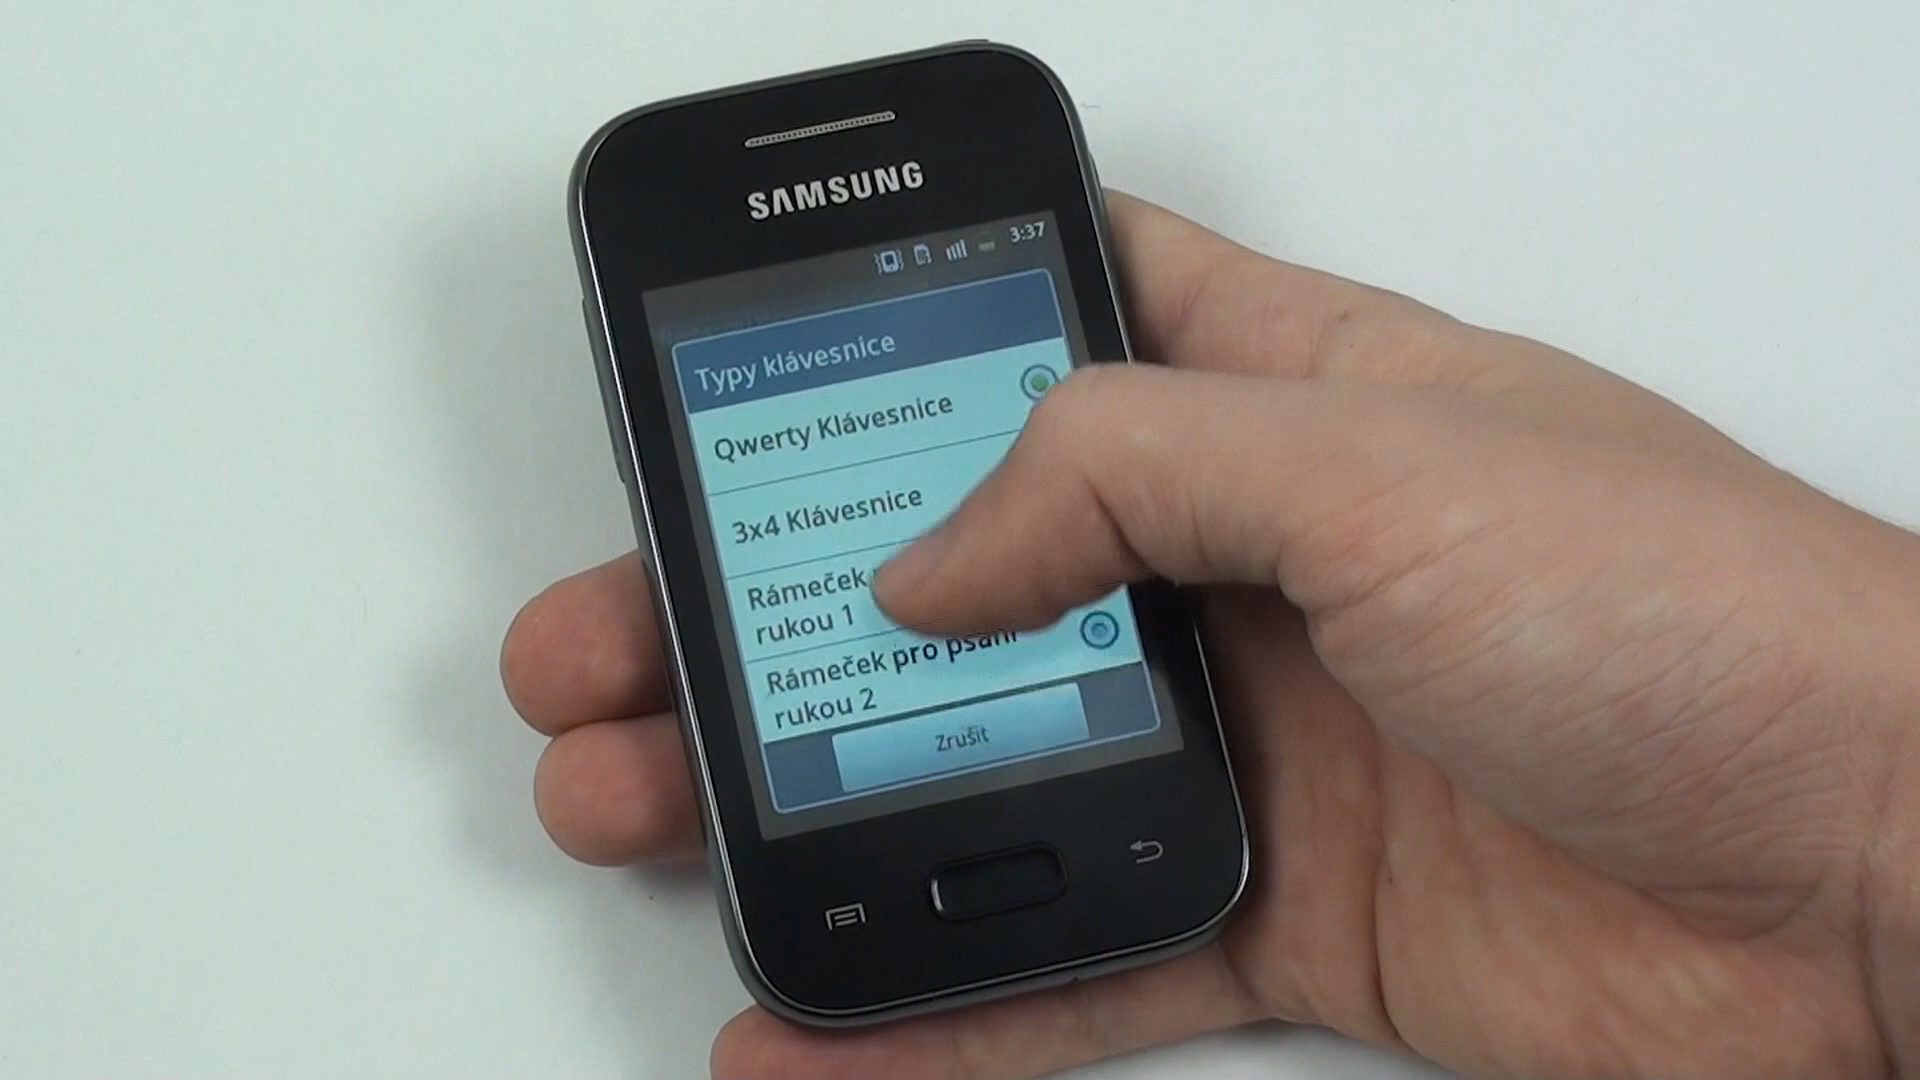 SAMSUNG
3:37
Typy klávesnice
Qwerty Klávesnice
3x4 Klávesnice
Rámeček
rukou 1
Rámeček pro psaní
rukou 2
Zrušit